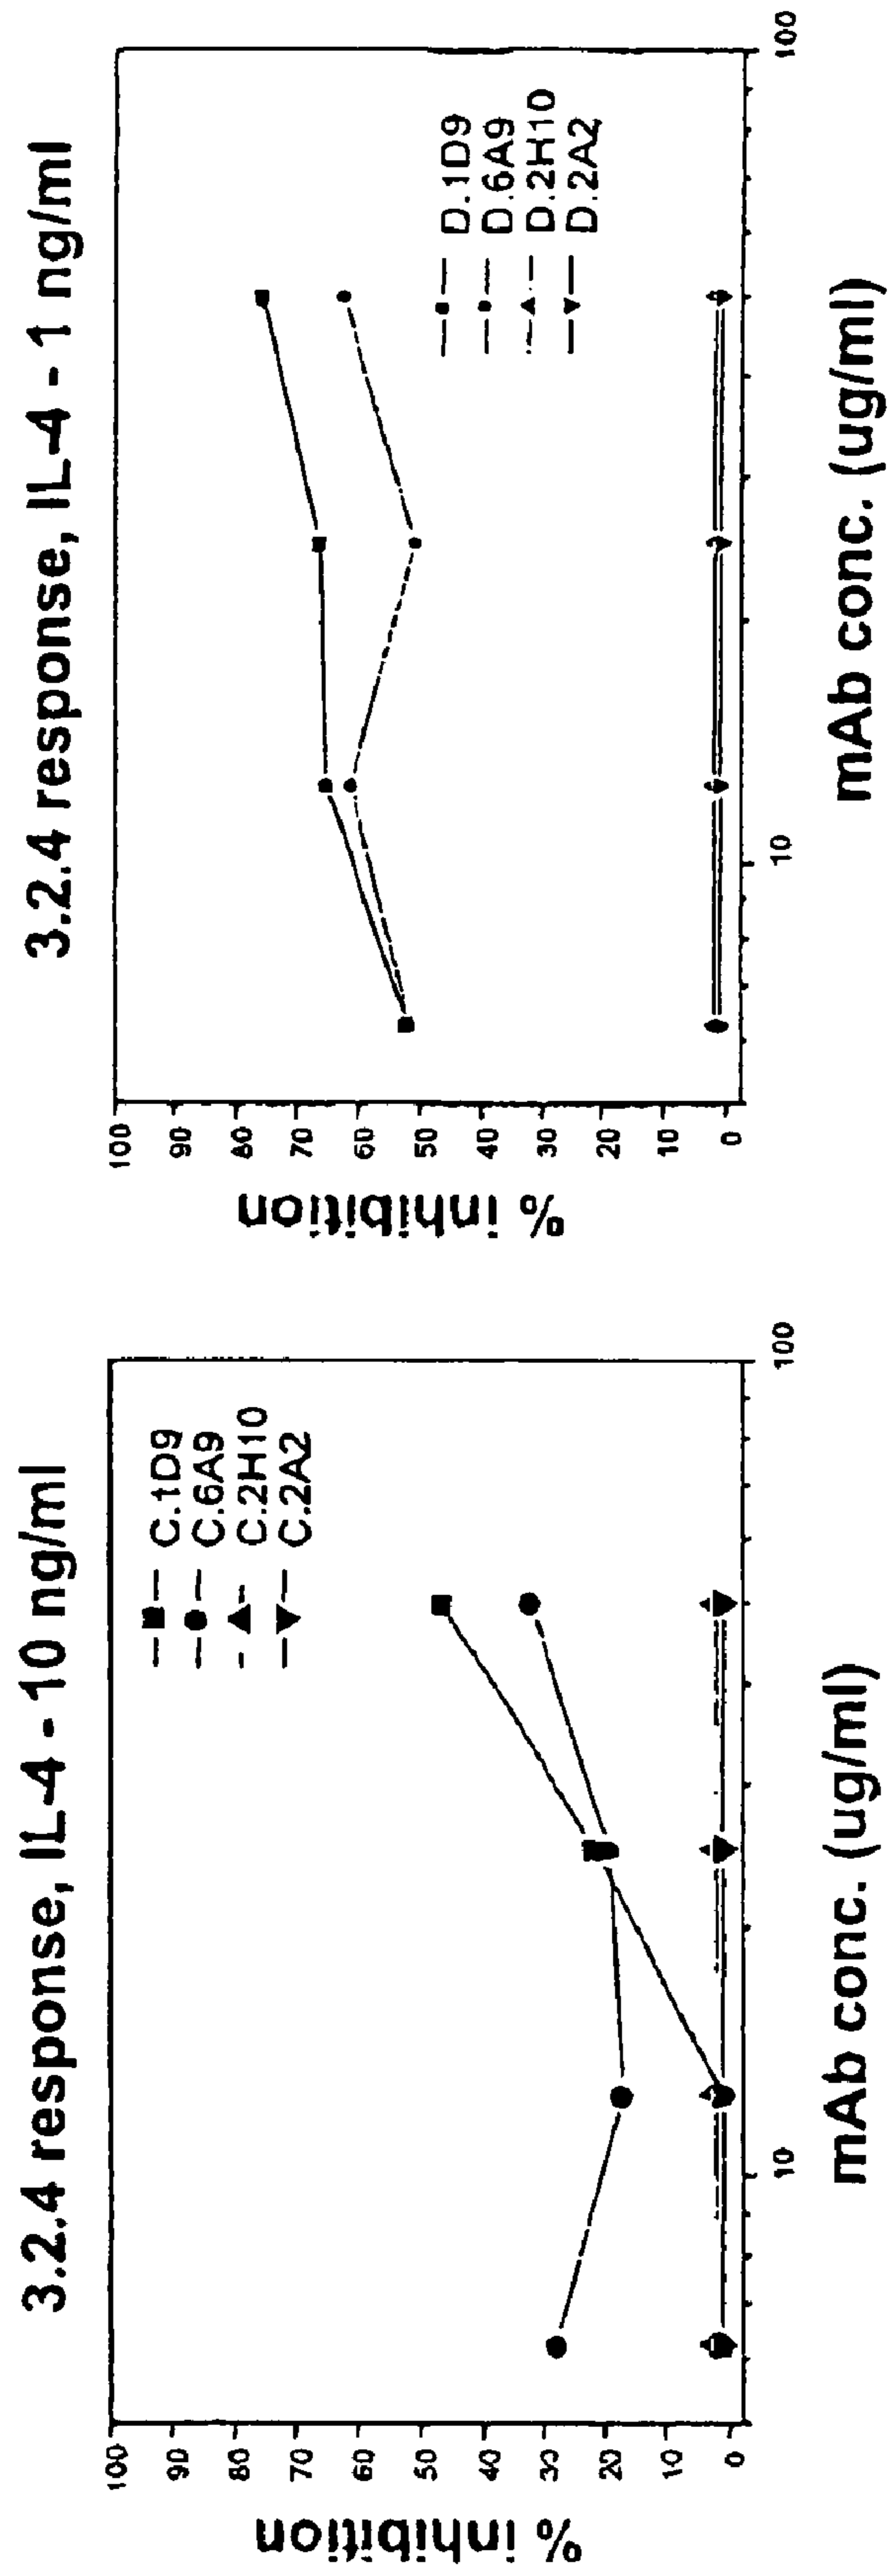 3.2.4 response, IL-4 - 10 ng/ml
% inhibition
100
90
80
70
60
50
40
30
20
10
0
C.1D9
C.6A9
C.2H10
C.2A2
10
100
mAb conc. (ug/ml)
3.2.4 response, IL-4 - 1 ng/ml
% inhibition
100
90
80
70
60
50
40
30
20
10
0
D.1D9
D.6A9
D.2H10
D.2A2
10
100
mAb conc. (ug/ml)